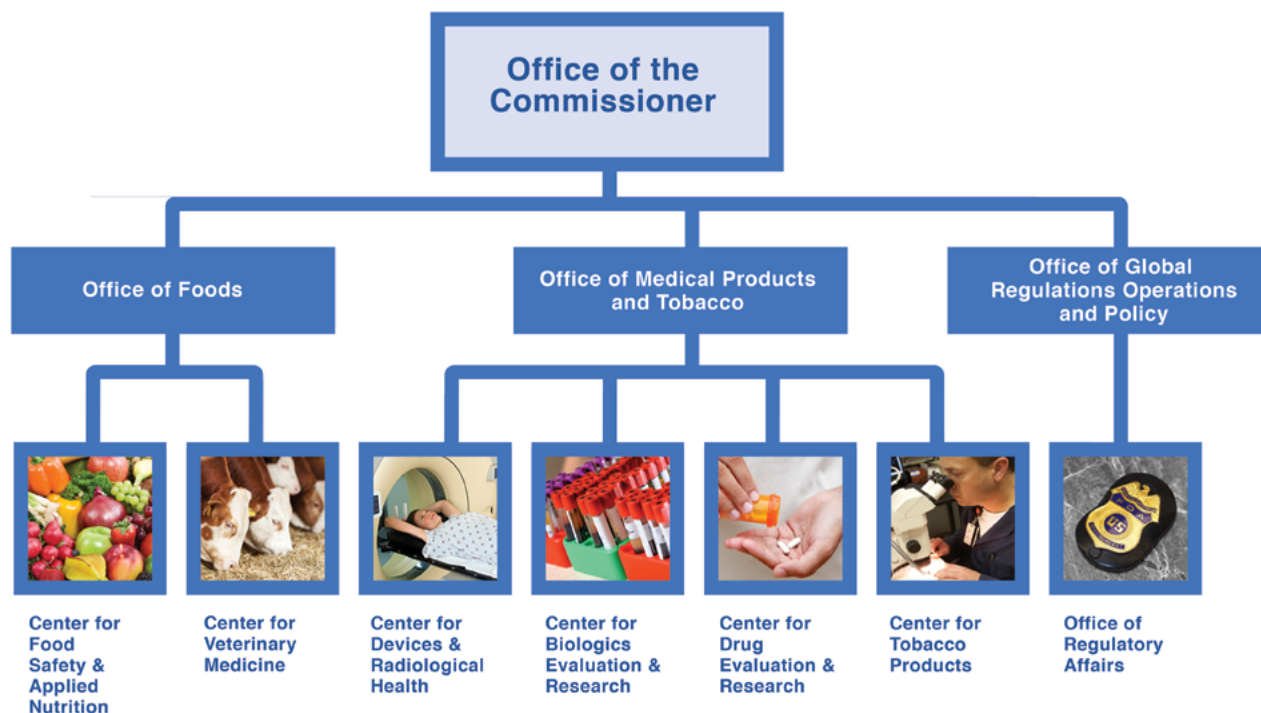 Office of the
Commissioner
Office of Foods
Office of Medical Products
and Tobacco
Office of Global
Regulations Operations
and Policy
Center for
Food
Safety &
Applied
Nutrition
Center for
Veterinary
Medicine
Center for
Devices &
Radiological
Health
Center for
Biologics
Evaluation &
Research
Center for
Drug
Evaluation &
Research
Center for
Tobacco
Products
FDA
US
Office of
Regulatory
Affairs